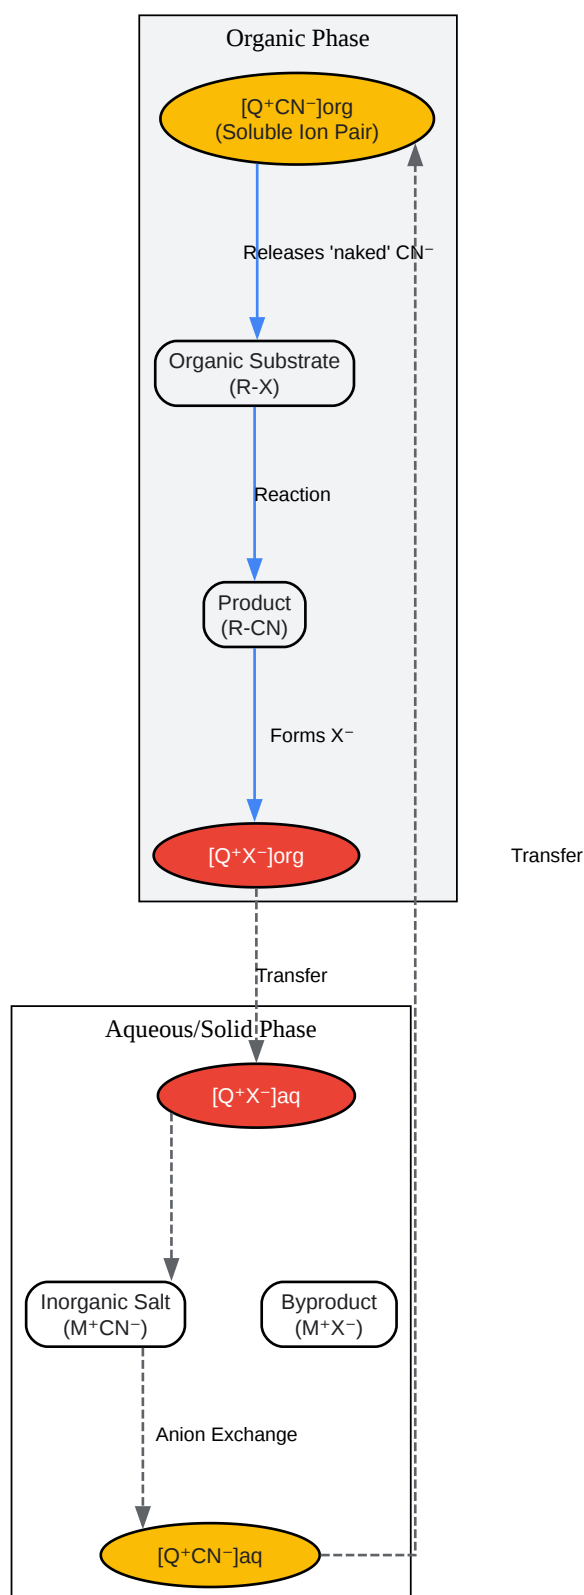 Organic Phase
[Q⁺CN⁻]org
(Soluble Ion Pair)
Releases 'naked' CN⁻
Organic Substrate
(R-X)
Reaction
Product
(R-CN)
Forms X⁻
[Q⁺X⁻]org
Transfer
Transfer
Aqueous/Solid Phase
[Q⁺X⁻]aq
Inorganic Salt
(M⁺CN⁻)
Byproduct
(M⁺X⁻)
Anion Exchange
[Q⁺CN⁻]aq